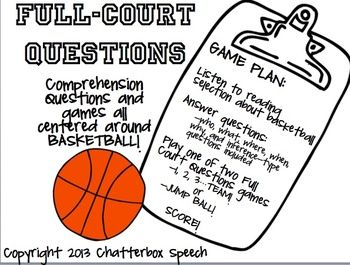 FULL-COURT
QUESTIONS
Comprehension
Questions and
games all
centered around
BASKETBALL!
GAME PLAN:
Listen to reading
selection about basketball
Answer questions:
--who, what, where, when,
why, and inference-type
questions included
Play one of two Full
Court Questions games
-1, 2, 3...TEAM!
or
-JUMP BALL!
SCORE!
Copyright 2013 Chatterbox Speech